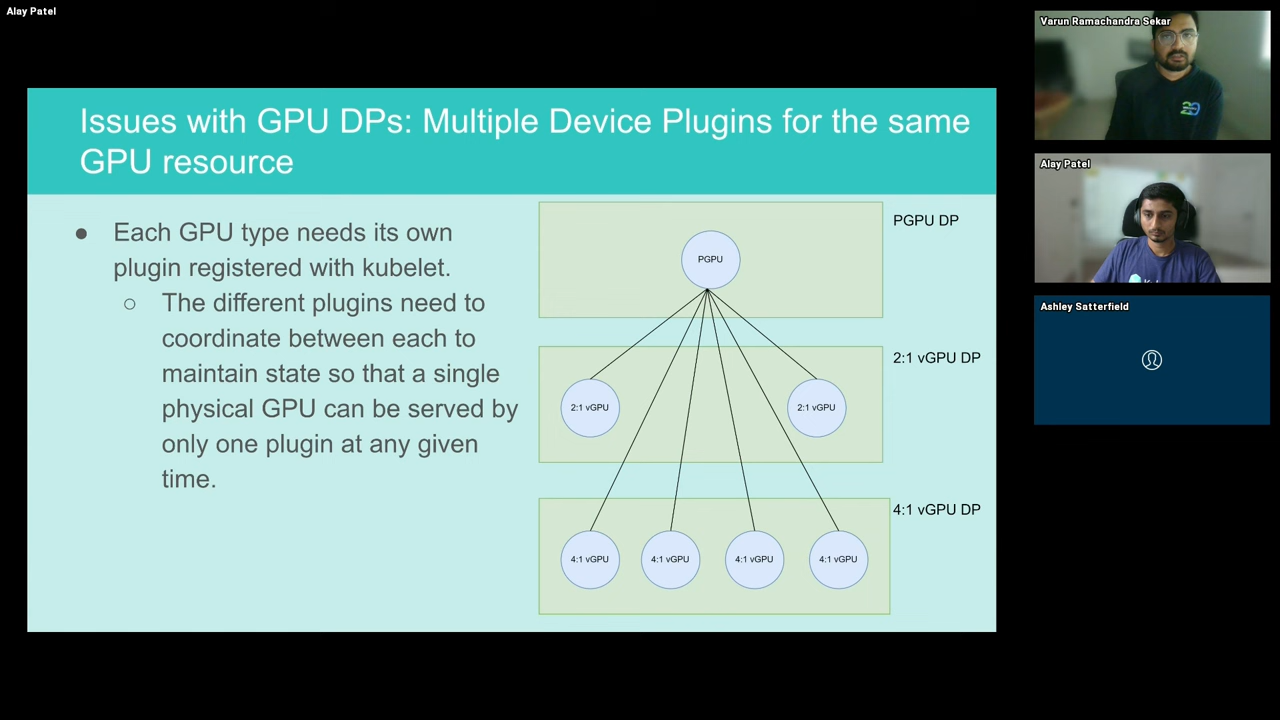 Alay Patel
Issues with GPU DPs: Multiple Device Plugins for the same
GPU resource
● Each GPU type needs its own
plugin registered with kubelet.
○ The different plugins need to
coordinate between each to
maintain state so that a single
physical GPU can be served by
only one plugin at any given
time.
PGPU DP
PGPU
2:1 vGPU DP
2:1 vGPU
2:1 vGPU
4:1 vGPU DP
4:1 vGPU
4:1 vGPU
4:1 vGPU
4:1 vGPU
Varun Ramachandra Sekar
Alay Patel
Ashley Satterfield